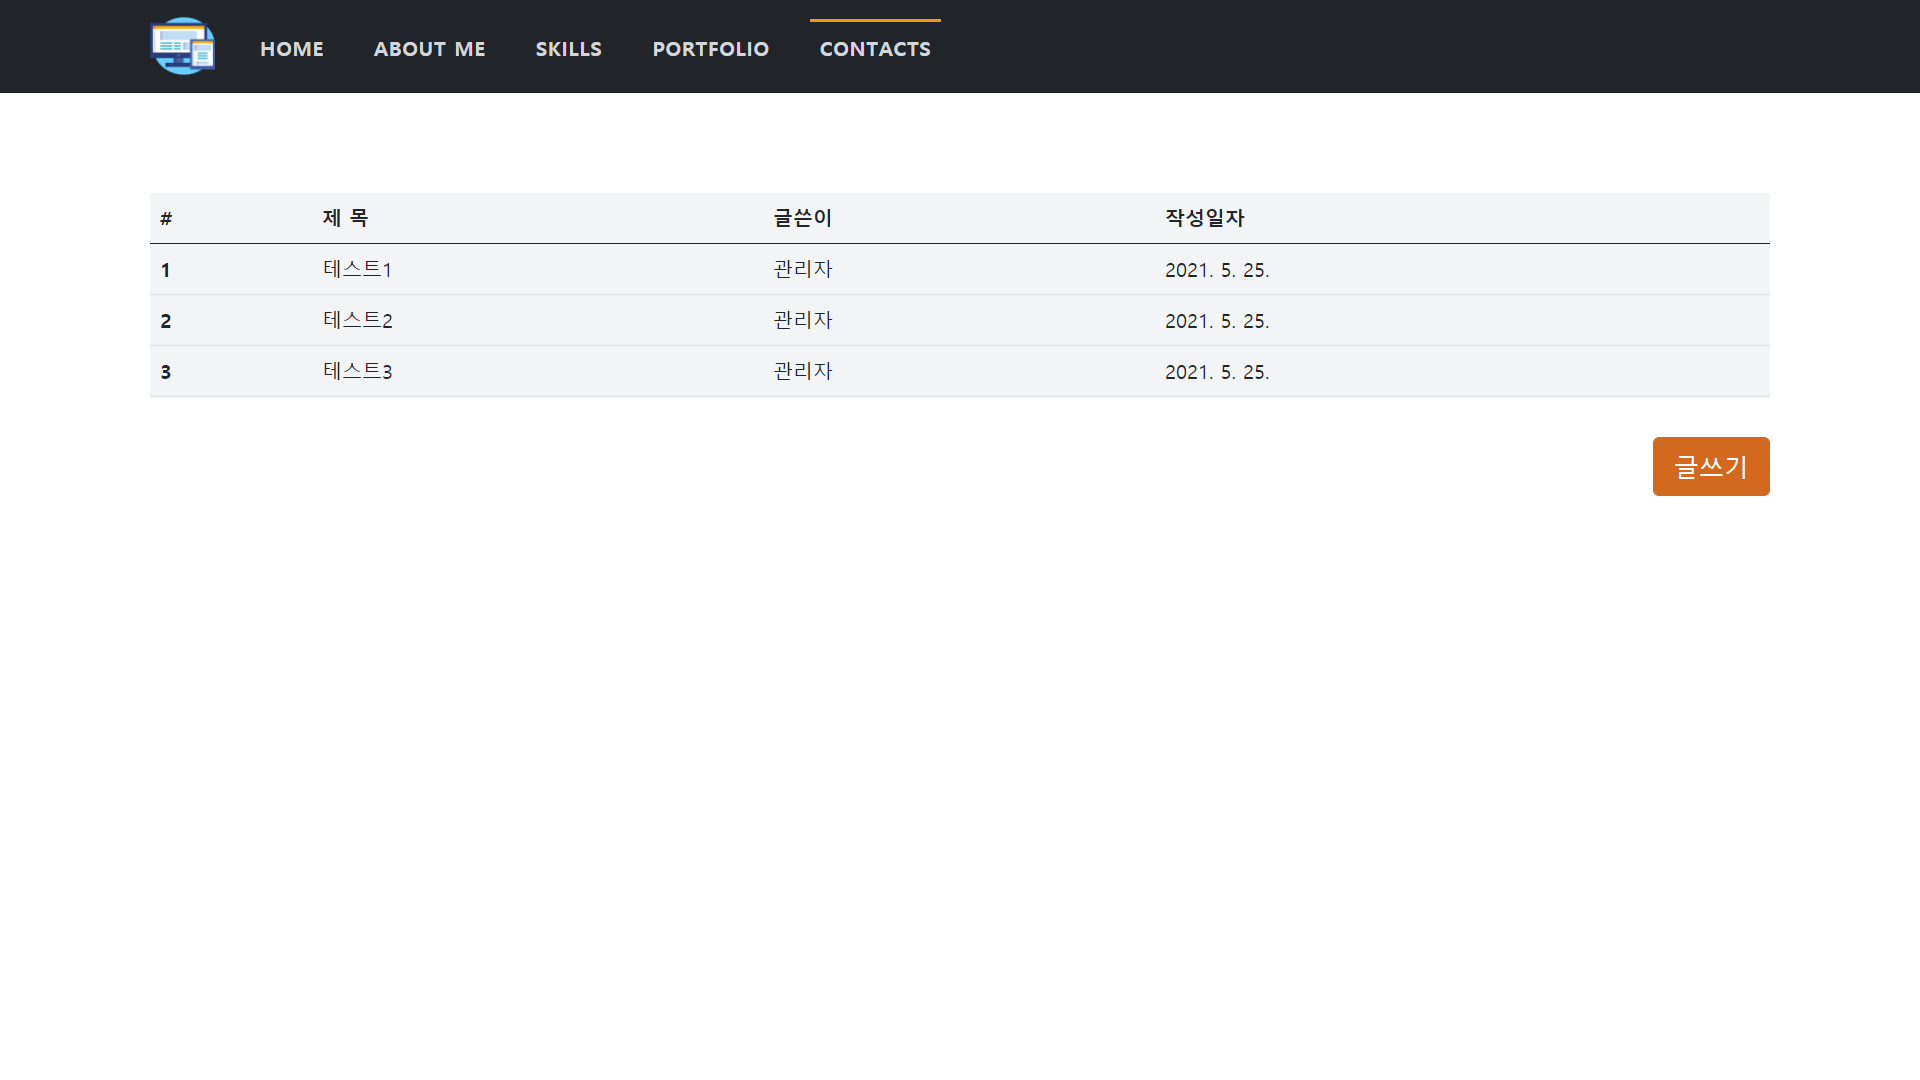 HOME ABOUT ME SKILLS PORTFOLIO CONTACTS
# 제 목 글쓴이 작성일자
1 테스트1 관리자 2021. 5. 25.
2 테스트2 관리자 2021. 5. 25.
3 테스트3 관리자 2021. 5. 25.
글쓰기